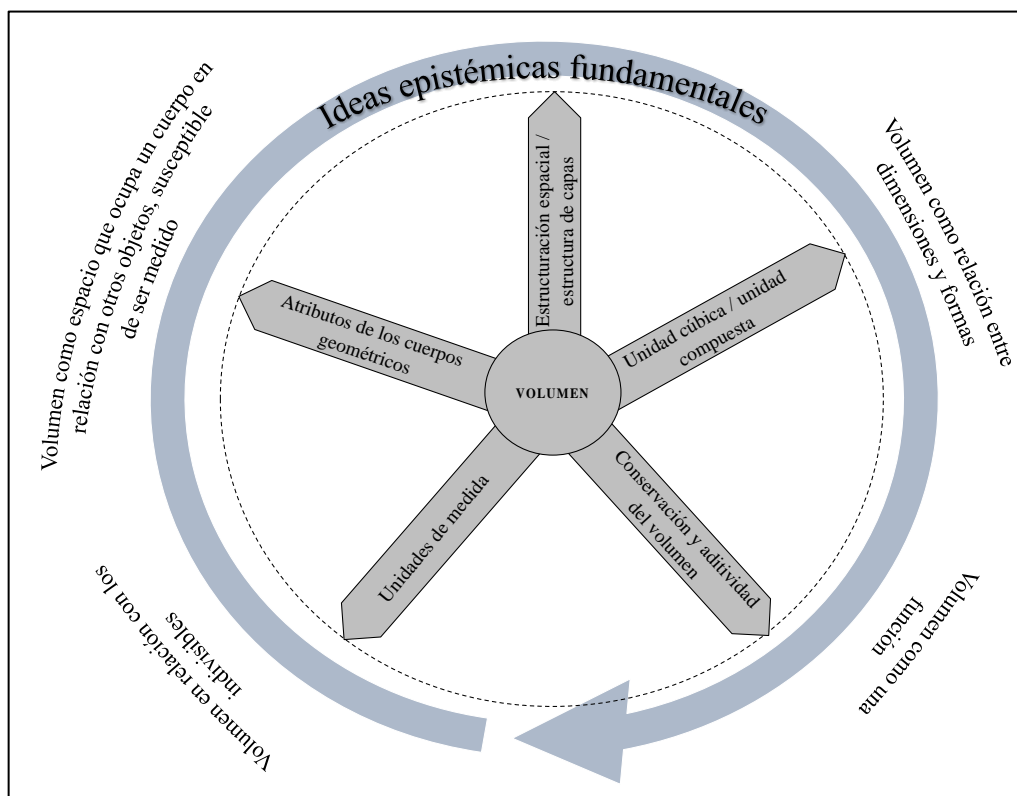 Ideas epistémicas fundamentales
Volumen como espacio que ocupa un cuerpo en
relación con otros objetos, susceptible
de ser medido
Volumen como relación entre
dimensiones y formas
Estructuración espacial /
estructura de capas
Unidad cúbica / unidad
compuesta
Atributos de los cuerpos
geométricos
VOLUMEN
Unidades de medida
Conservación y aditividad
del volumen
Volumen en relación con los
indivisibles
Volumen como una
función